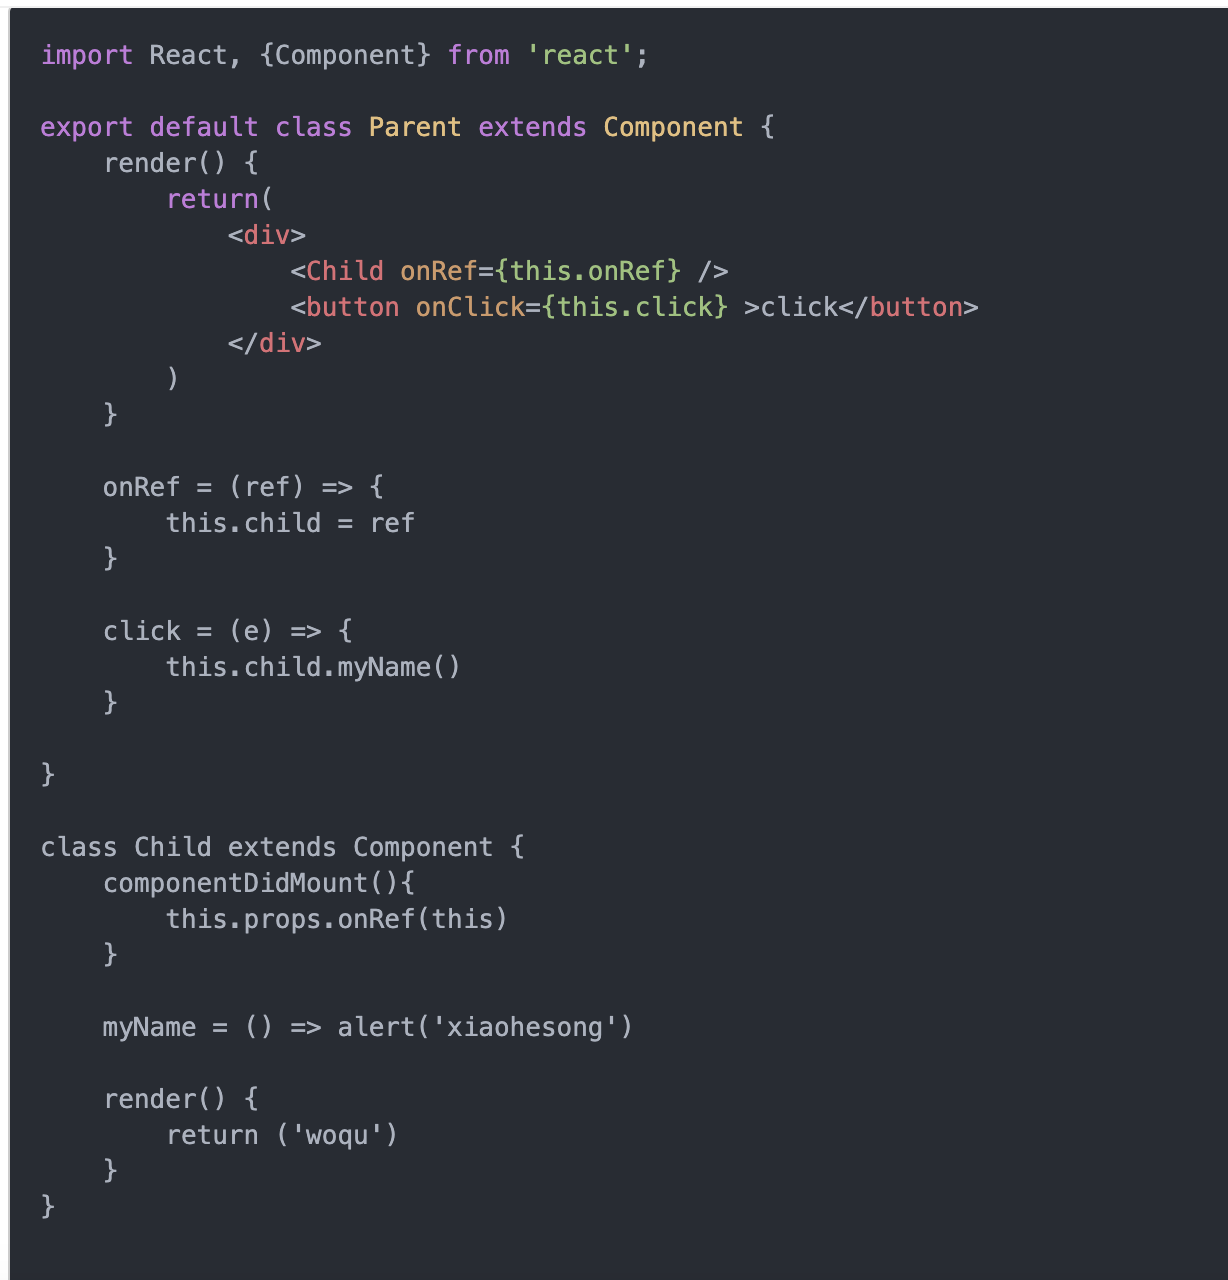 import React, {Component} from 'react';
export default class Parent extends Component {
    render() {
        return(
            <div>
                <Child onRef={this.onRef} />
                <button onClick={this.click} >click</button>
            </div>
        )
    }
    onRef = (ref) => {
        this.child = ref
    }
    click = (e) => {
        this.child.myName()
    }
}
class Child extends Component {
    componentDidMount(){
        this.props.onRef(this)
    }
    myName = () => alert('xiaohesong')
    render() {
        return ('woqu')
    }
}